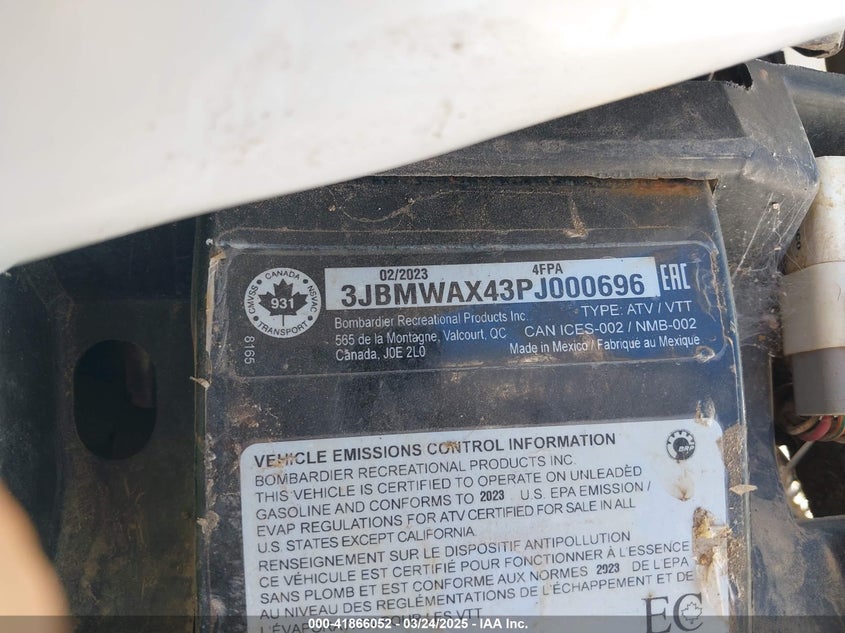 02/2023 4FPA
3JBMWAX43PJ000696
EAC
CANADA
CMVSS
931
NSVAC
TRANSPORT
8165
Bombardier Recreational Products Inc.
565 de la Montagne, Valcourt, QC
Canada, J0E 2L0
TYPE: ATV / VTT
CAN ICES-002 / NMB-002
Made in Mexico / Fabriqué au Mexique
VEHICLE EMISSIONS CONTROL INFORMATION
BRP
BOMBARDIER RECREATIONAL PRODUCTS INC.
THIS VEHICLE IS CERTIFIED TO OPERATE ON UNLEADED
GASOLINE AND CONFORMS TO 2023 U.S. EPA EMISSION /
EVAP REGULATIONS FOR ATV CERTIFIED FOR SALE IN ALL
U.S. STATES EXCEPT CALIFORNIA.
RENSEIGNEMENT SUR LE DISPOSITIF ANTIPOLLUTION
CE VÉHICULE EST CERTIFIÉ POUR FONCTIONNER À L'ESSENCE
SANS PLOMB ET EST CONFORME AUX NORMES 2023 DE L'EPA
AU NIVEAU DES REGLEMENTATIONS DE L'ÉCHAPPEMENT ET DE
VTT
EC
000-41866052 - 03/24/2025 - IAA Inc.